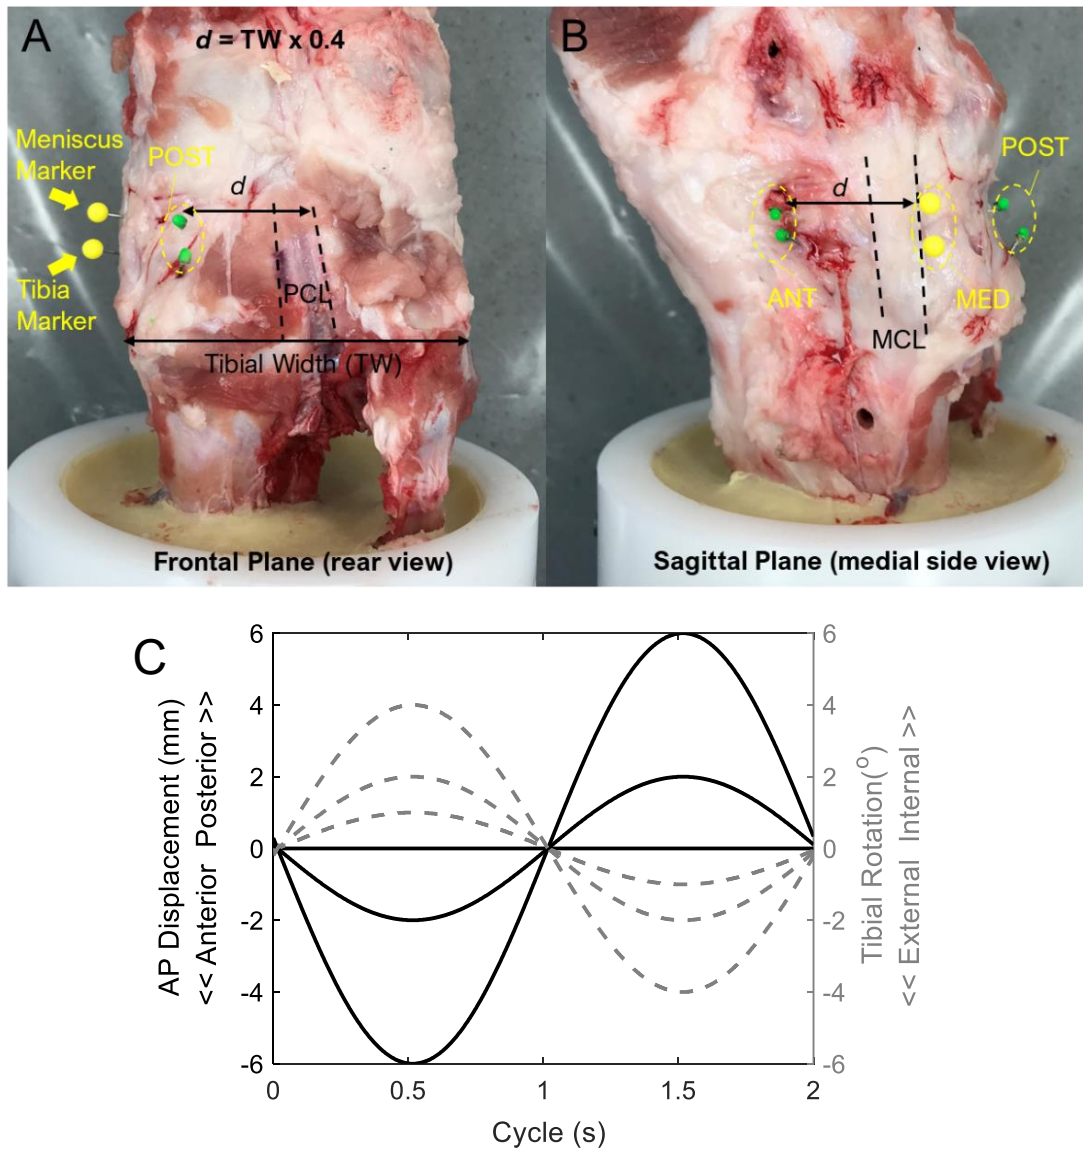 A
d = TW x 0.4
Meniscus
Marker
POST
d
Tibia
Marker
PCL
Tibial Width (TW)
Frontal Plane (rear view)
B
POST
d
ANT
MED
MCL
Sagittal Plane (medial side view)
C
AP Displacement (mm)
<< Anterior Posterior >>
6
4
2
0
-2
-4
-6
0
0.5
1
1.5
2
Cycle (s)
6
4
2
0
-2
-4
-6
Tibial Rotation(°)
<< External Internal >>